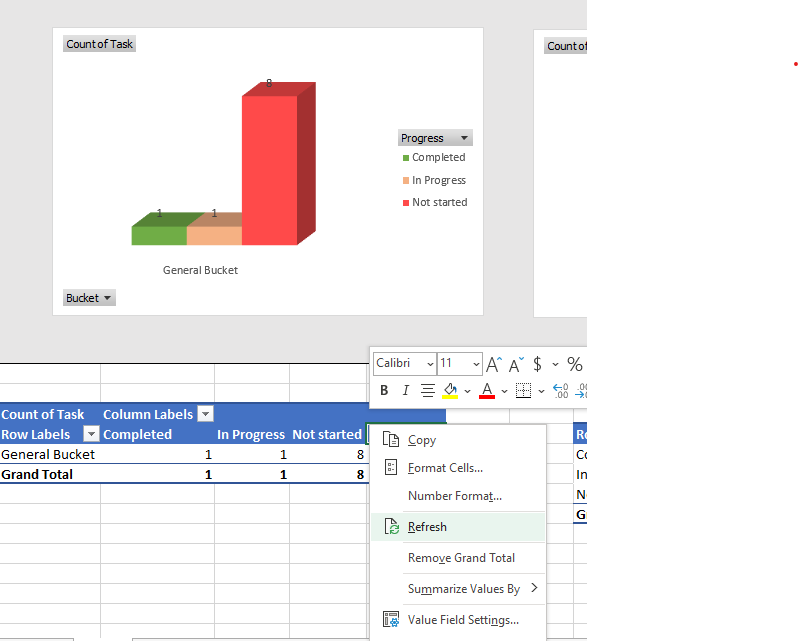 Count of Task
Count of
8
Progress
Completed
In Progress
Not started
1
1
General Bucket
Bucket
Calibri 11 A^ A˅ $ %
B I A .00
Count of Task Column Labels
Row Labels Completed In Progress Not started
General Bucket 1 1 8
Grand Total 1 1 8
R
Co
In
N
G
Copy
Format Cells...
Number Format...
Refresh
Remove Grand Total
Summarize Values By
Value Field Settings...